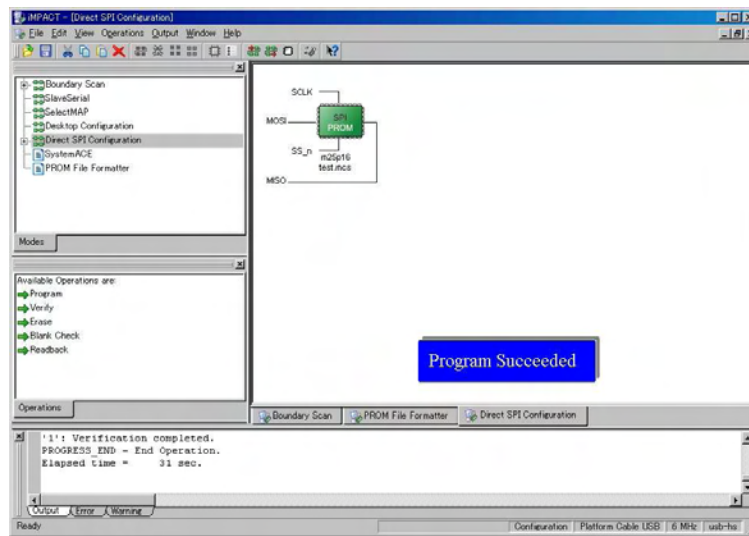 iMPACT - [Direct SPI Configuration]
File Edit View Operations Output Window Help
Boundary Scan
SlaveSerial
SelectMAP
Desktop Configuration
Direct SPI Configuration
SystemACE
PROM File Formatter
Modes
Available Operations are:
Program
Verify
Erase
Blank Check
Readback
Operations
SCLK
MOSI
SPI
PROM
SS_n
m25p16
test.mcs
MISO
Program Succeeded
Boundary Scan PROM File Formatter Direct SPI Configuration
'1': Verification completed.
PROGRESS_END - End Operation.
Elapsed time = 31 sec.
Output Error Warning
Ready Configuration Platform Cable USB 6 MHz usb-hs